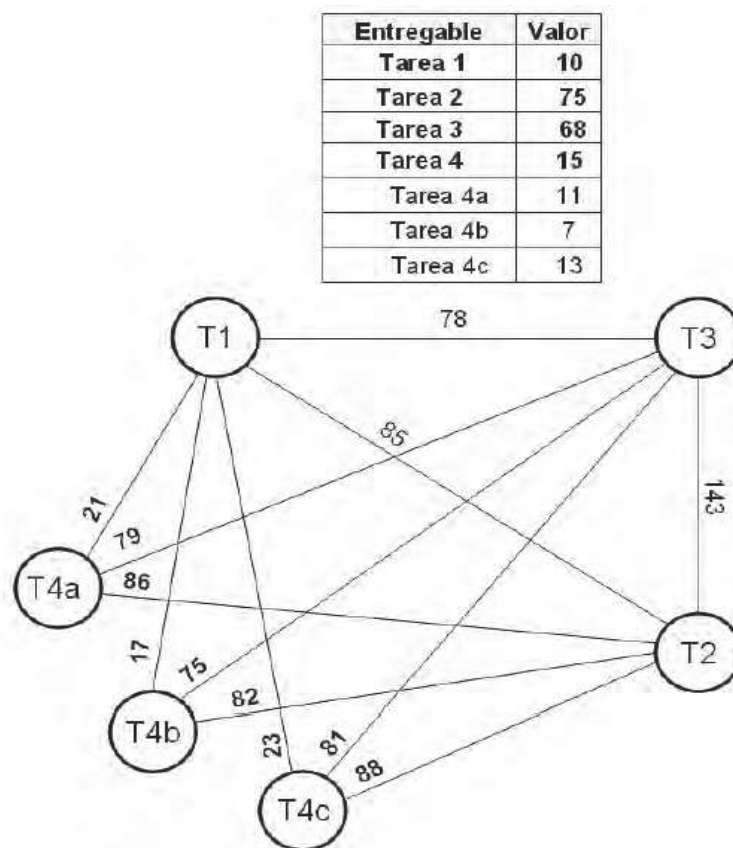 Entregable Valor
Tarea 1 10
Tarea 2 75
Tarea 3 68
Tarea 4 15
Tarea 4a 11
Tarea 4b 7
Tarea 4c 13
T1 78 T3
85
21
79
143
T4a 86
T2
17
75
82
T4b
23
81
88
T4c